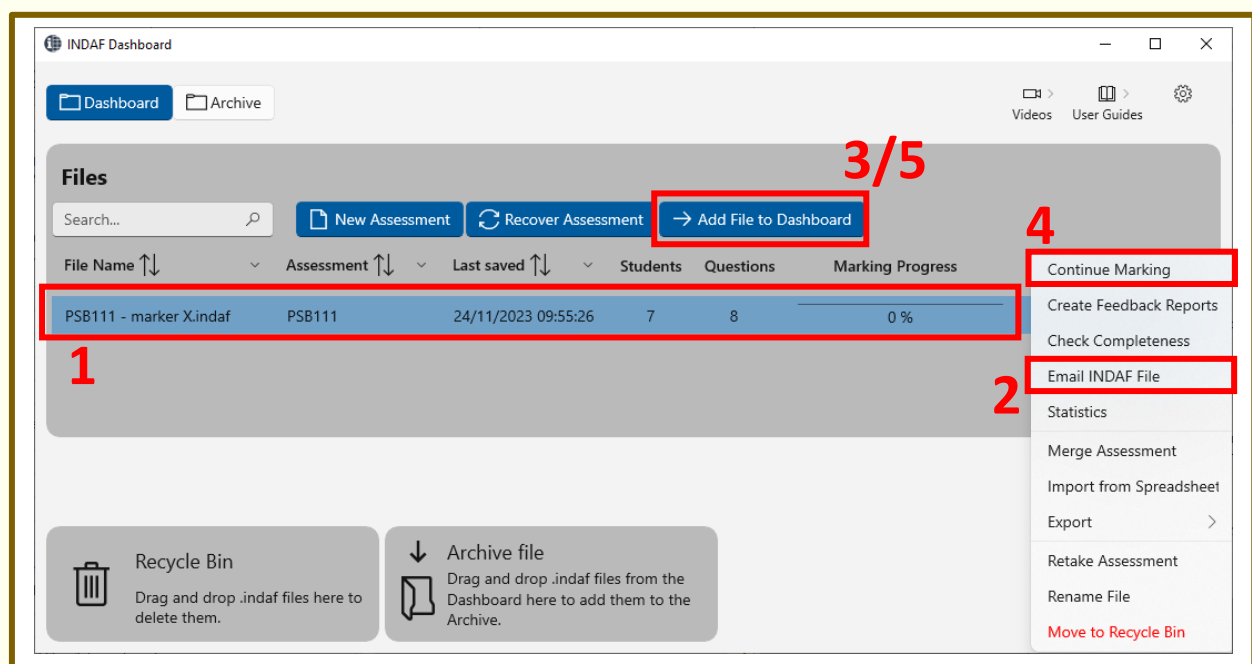 INDAF Dashboard
Dashboard Archive
Videos User Guides
3/5
Files
Search... New Assessment Recover Assessment Add File to Dashboard
4
File Name Assessment Last saved Students Questions Marking Progress
PSB111 - marker X.indaf PSB111 24/11/2023 09:55:26 7 8 0 %
1
2
Continue Marking
Create Feedback Reports
Check Completeness
Email INDAF File
Statistics
Merge Assessment
Import from Spreadsheet
Export
Retake Assessment
Rename File
Move to Recycle Bin
Recycle Bin
Drag and drop .indaf files here to
delete them.
Archive file
Drag and drop .indaf files from the
Dashboard here to add them to the
Archive.